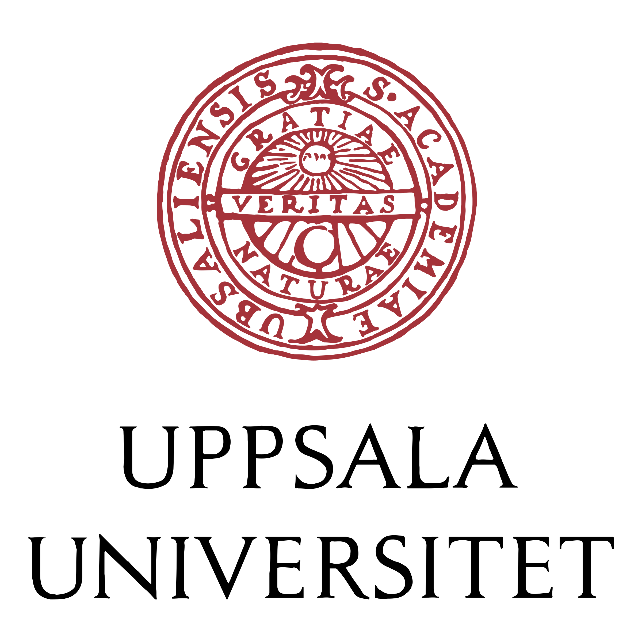 S. ACADEMIAE UBSALIENSIS
GRATIAE
VERITAS
NATURAE
UPPSALA
UNIVERSITET